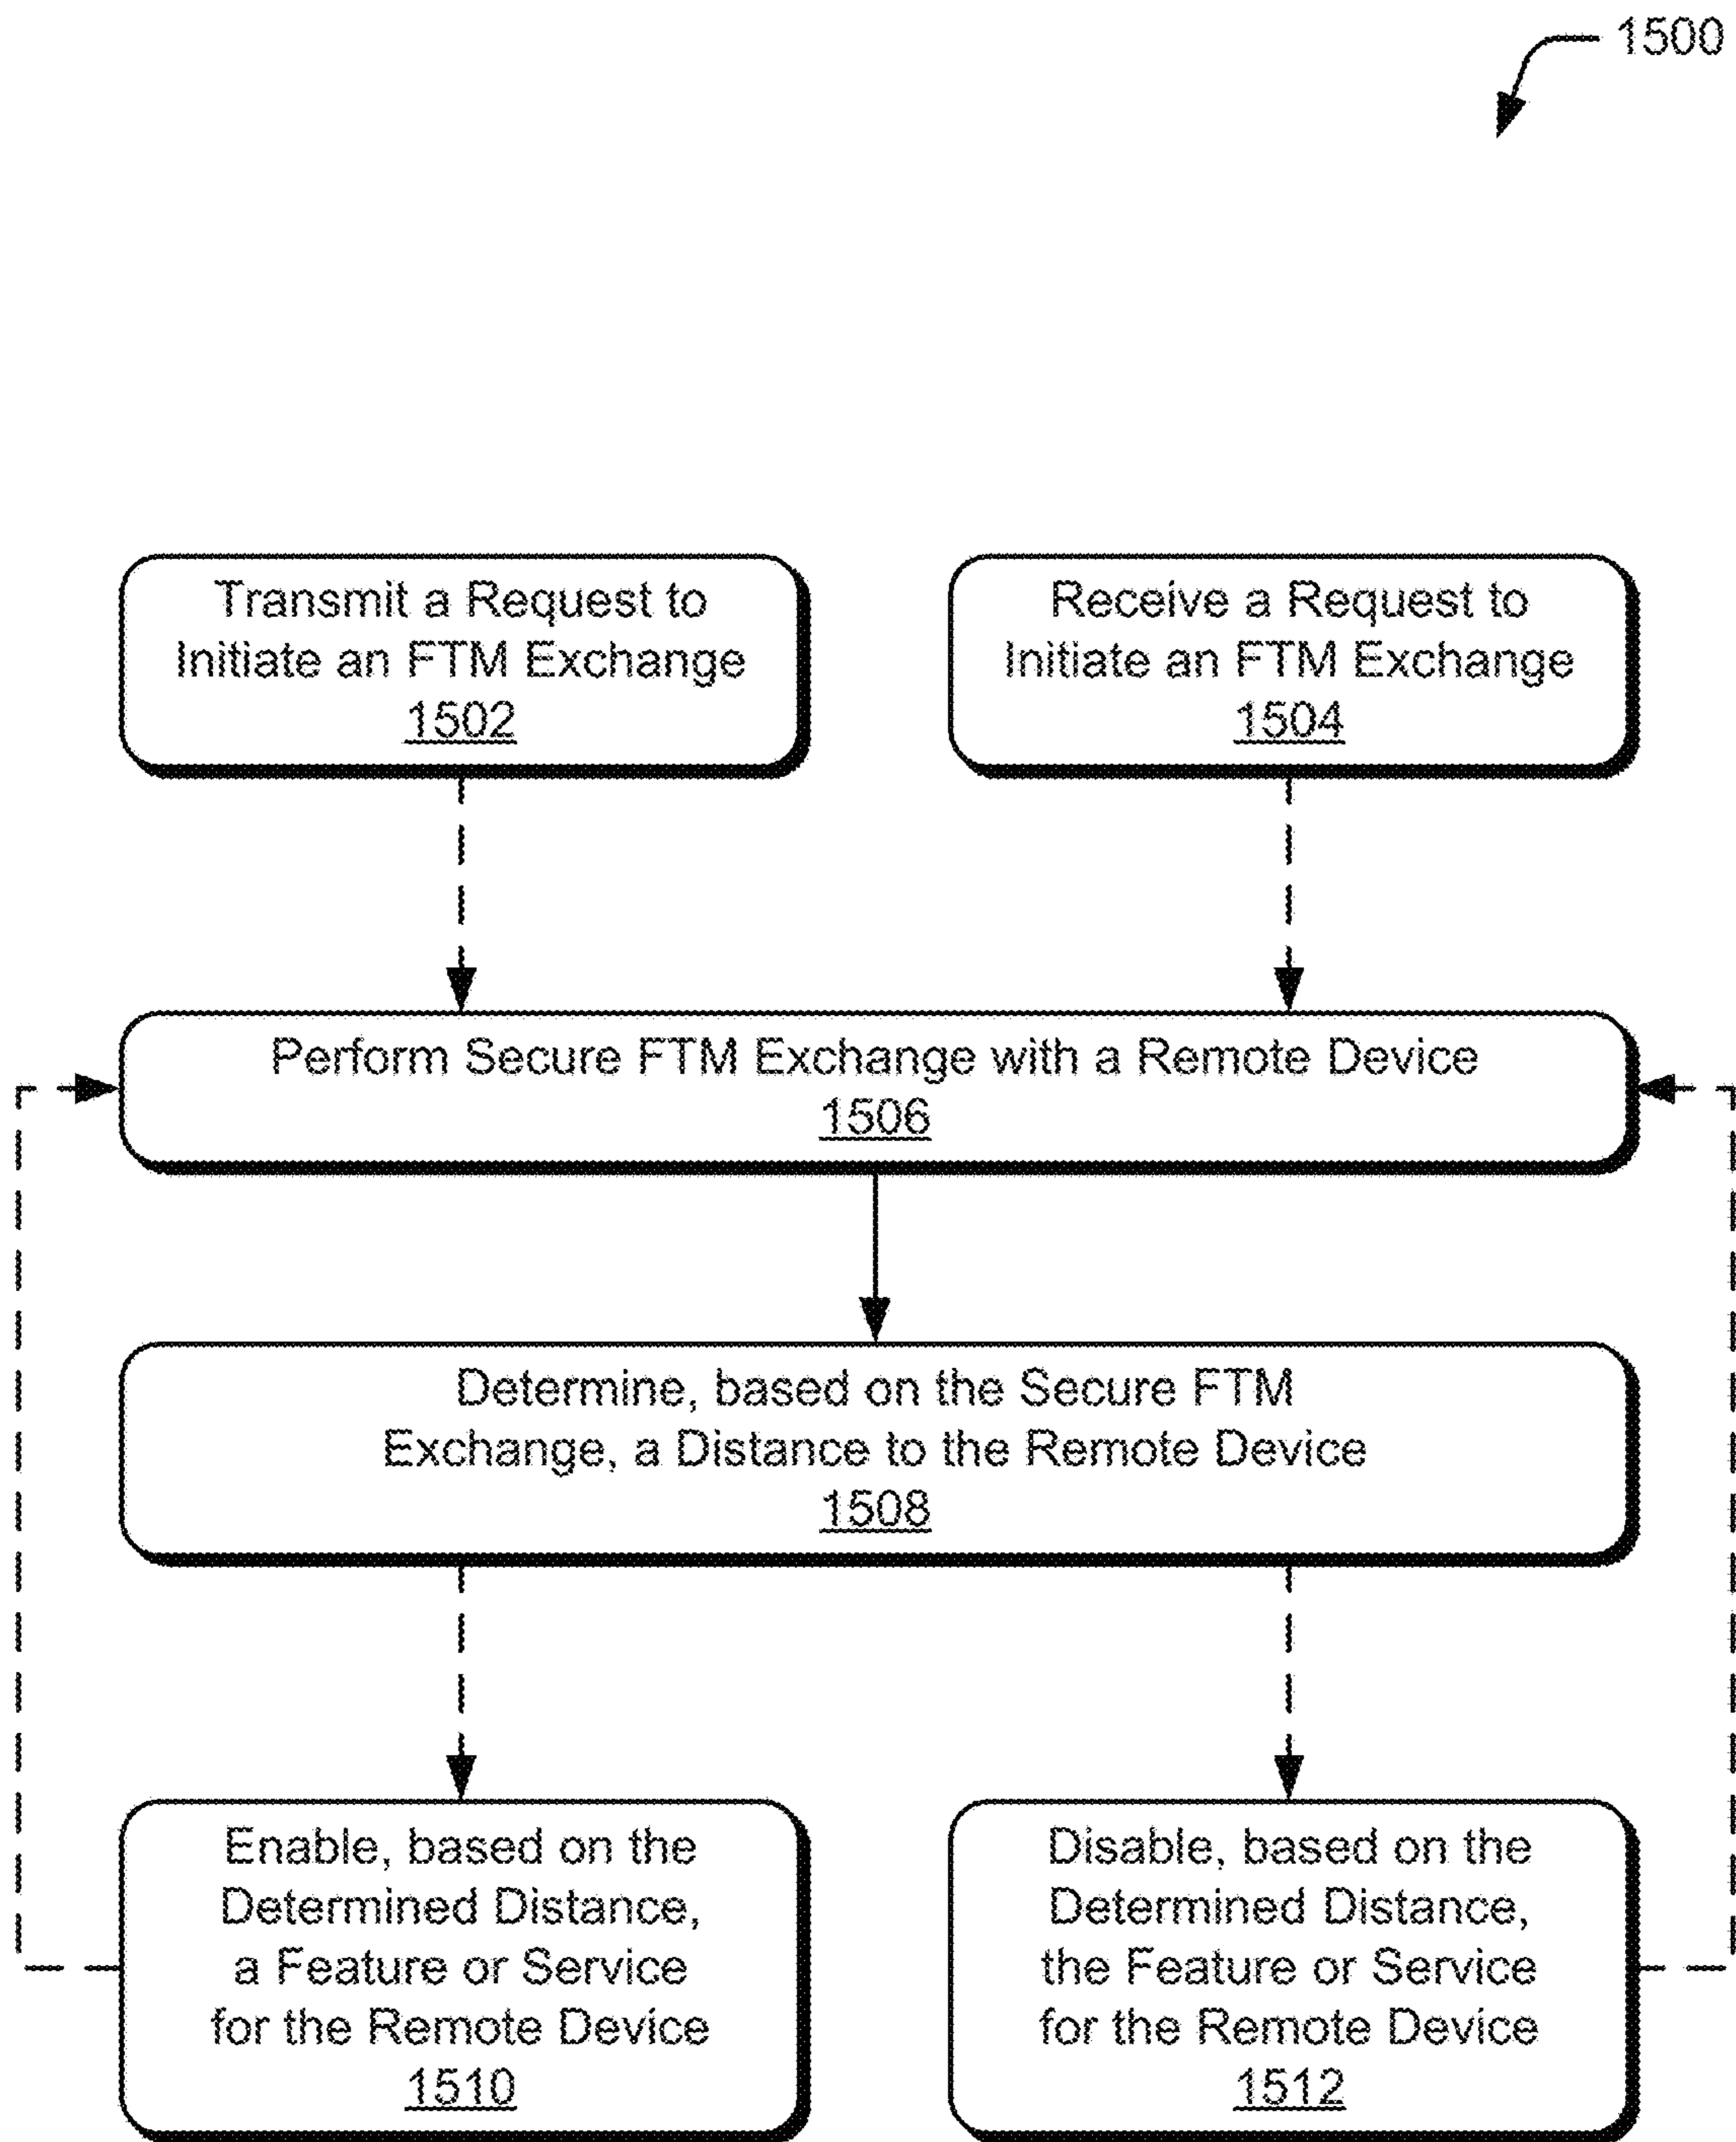 1500
Transmit a Request to
Initiate an FTM Exchange
1502
Receive a Request to
Initiate an FTM Exchange
1504
Perform Secure FTM Exchange with a Remote Device
1506
Determine, based on the Secure FTM
Exchange, a Distance to the Remote Device
1508
Enable, based on the
Determined Distance,
a Feature or Service
for the Remote Device
1510
Disable, based on the
Determined Distance,
the Feature or Service
for the Remote Device
1512